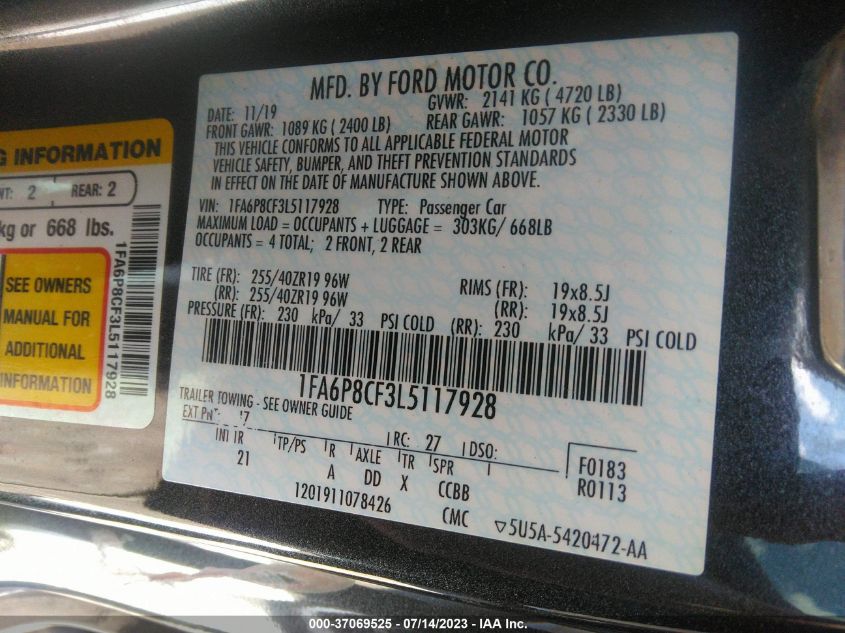 G INFORMATION
NT: 2 REAR: 2
kg or 668 lbs.
SEE OWNERS
MANUAL FOR
ADDITIONAL
INFORMATION
1FA6P8CF3L5117928
MFD. BY FORD MOTOR CO.
DATE: 11/19 GVWR: 2141 KG ( 4720 LB)
FRONT GAWR: 1089 KG ( 2400 LB) REAR GAWR: 1057 KG ( 2330 LB)
THIS VEHICLE CONFORMS TO ALL APPLICABLE FEDERAL MOTOR
VEHICLE SAFETY, BUMPER, AND THEFT PREVENTION STANDARDS
IN EFFECT ON THE DATE OF MANUFACTURE SHOWN ABOVE.
VIN: 1FA6P8CF3L5117928 TYPE: Passenger Car
MAXIMUM LOAD = OCCUPANTS + LUGGAGE = 303KG/ 668LB
OCCUPANTS = 4 TOTAL; 2 FRONT, 2 REAR
TIRE (FR): 255/40ZR19 96W RIMS (FR): 19x8.5J
(RR): 255/40ZR19 96W (RR): 19x8.5J
PRESSURE (FR): 230 kPa/ 33 PSI COLD (RR): 230 kPa/ 33 PSI COLD
1FA6P8CF3L5117928
TRAILER TOWING - SEE OWNER GUIDE
EXT PNT: RC: 27 DSO: F0183
INT TR TP/PS R AXLE TR SPR R0113
21 A DD X CCBB
1201911078426 CMC 5U5A-5420472-AA
000-37069525 - 07/14/2023 - IAA Inc.